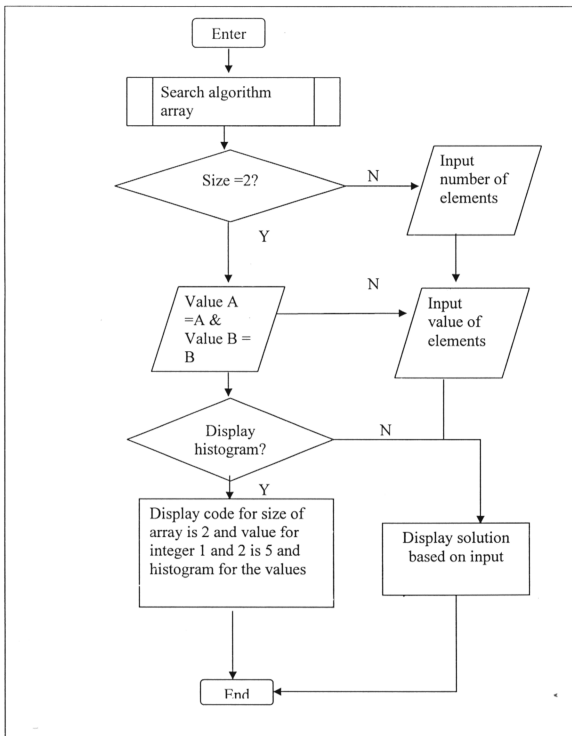 Enter
Search algorithm
array
Size =2?
N
Input
number of
elements
Y
Value A
=A &
Value B =
B
N
Input
value of
elements
Display
histogram?
N
Y
Display code for size of
array is 2 and value for
integer 1 and 2 is 5 and
histogram for the values
Display solution
based on input
End